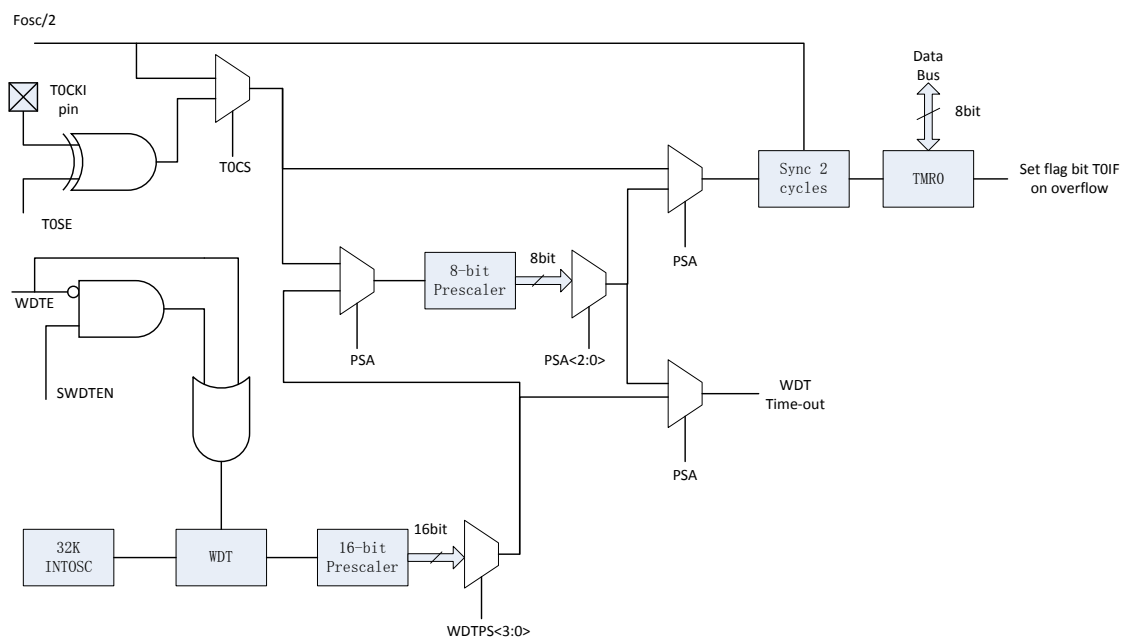 Fosc/2
T0CKI
pin
T0CS
T0SE
Data
Bus
8bit
Sync 2
cycles
TMR0
Set flag bit T0IF
on overflow
PSA
WDTE
SWDTEN
8-bit
Prescaler
8bit
PSA
PSA<2:0>
WDT
Time-out
PSA
32K
INTOSC
WDT
16-bit
Prescaler
16bit
WDTPS<3:0>